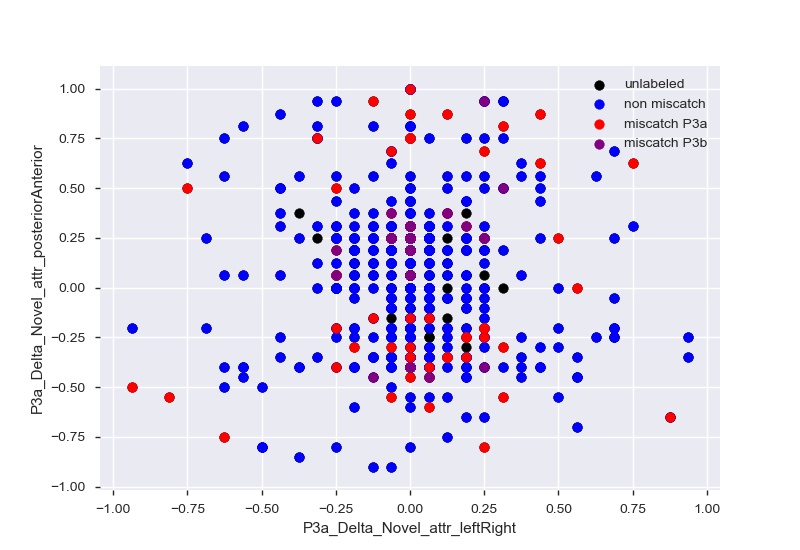 1.00
0.75
0.50
0.25
0.00
−0.25
−0.50
−0.75
−1.00
P3a_Delta_Novel_attr_posteriorAnterior
unlabeled
non miscatch
miscatch P3a
miscatch P3b
−1.00 −0.75 −0.50 −0.25 0.00 0.25 0.50 0.75 1.00
P3a_Delta_Novel_attr_leftRight